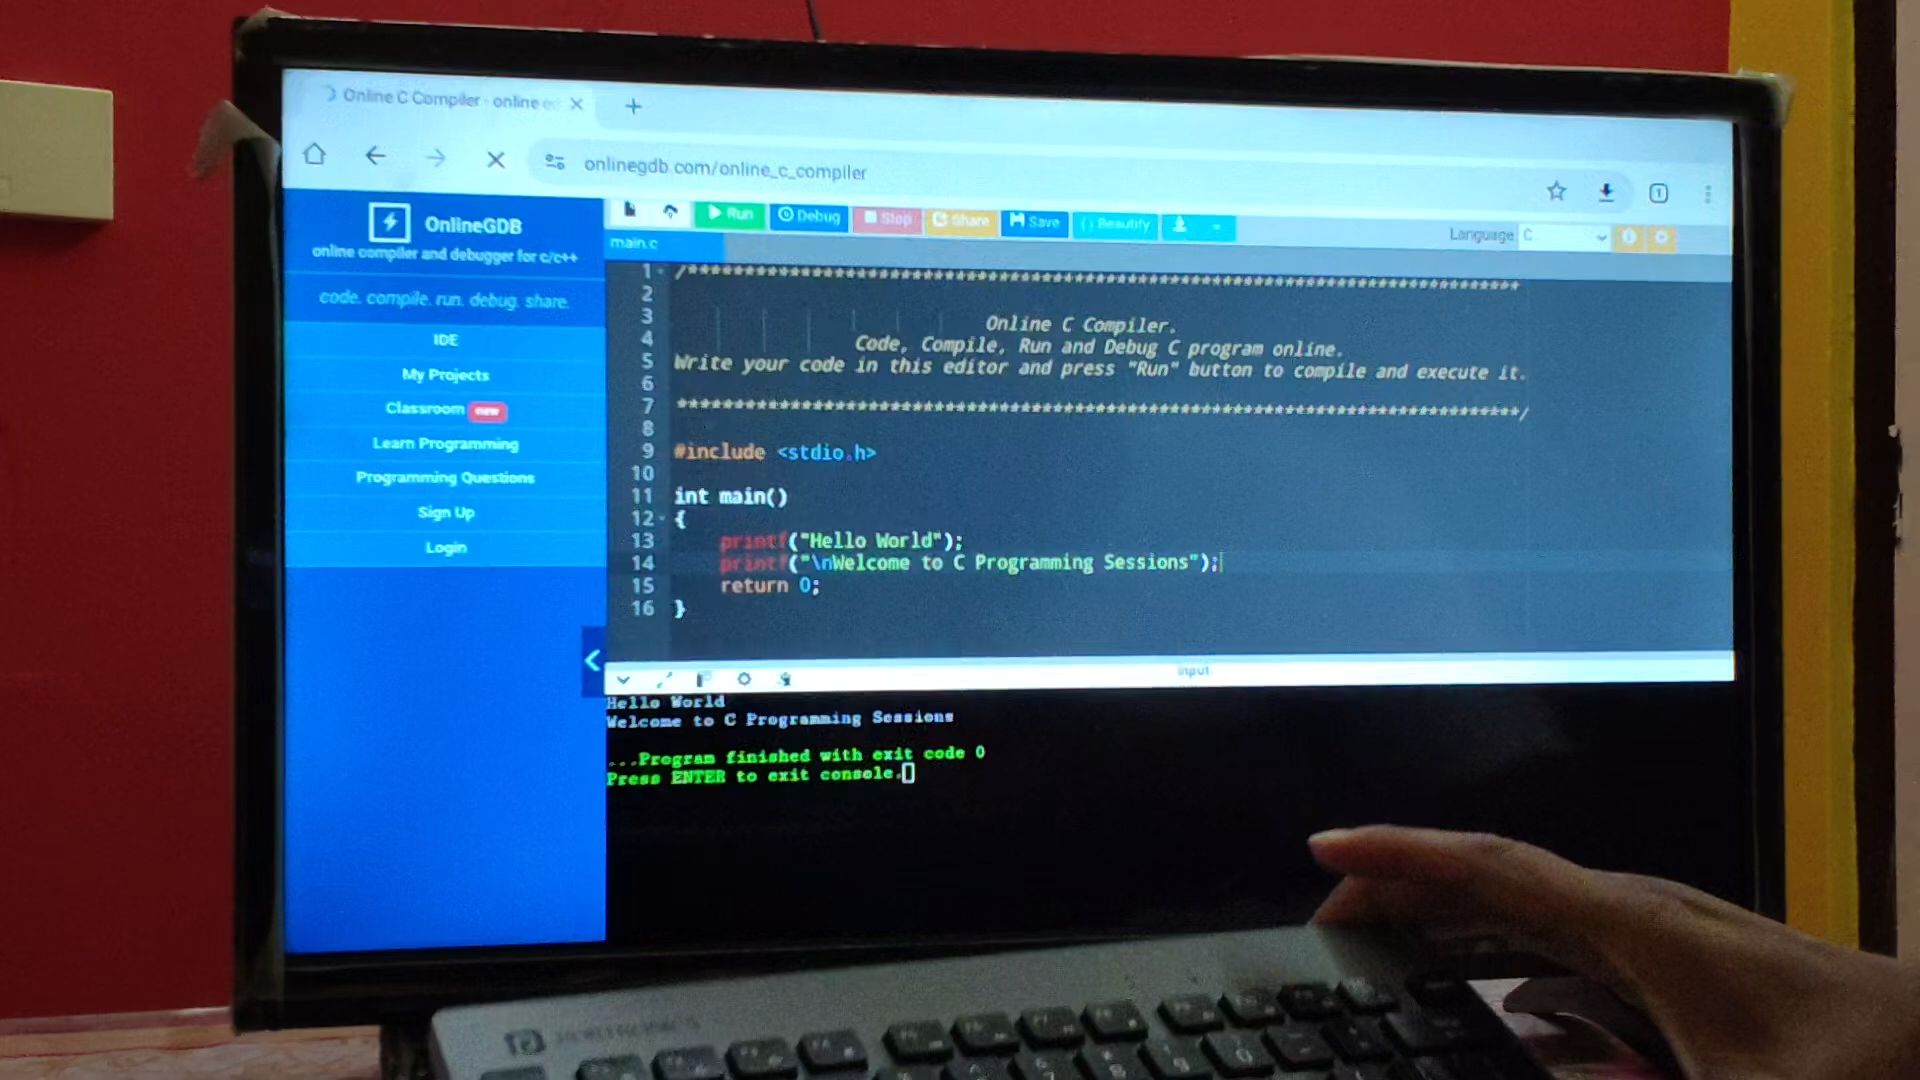 Online C Compiler - online e
onlinegdb.com/online_c_compiler
1
OnlineGDB
online compiler and debugger for c/c++
code. compile. run. debug. share.
IDE
My Projects
Classroom new
Learn Programming
Programming Questions
Sign Up
Login
Run Debug Stop Share Save {} Beautify
Language C
main.c
1 /******************************************************************************
2
3 Online C Compiler.
4 Code, Compile, Run and Debug C program online.
5 Write your code in this editor and press "Run" button to compile and execute it.
6
7 *******************************************************************************/
8
9 #include <stdio.h>
10
11 int main()
12 {
13 printf("Hello World");
14 printf("\nWelcome to C Programming Sessions");
15 return 0;
16 }
input
Hello World
Welcome to C Programming Sessions
...Program finished with exit code 0
Press ENTER to exit console.